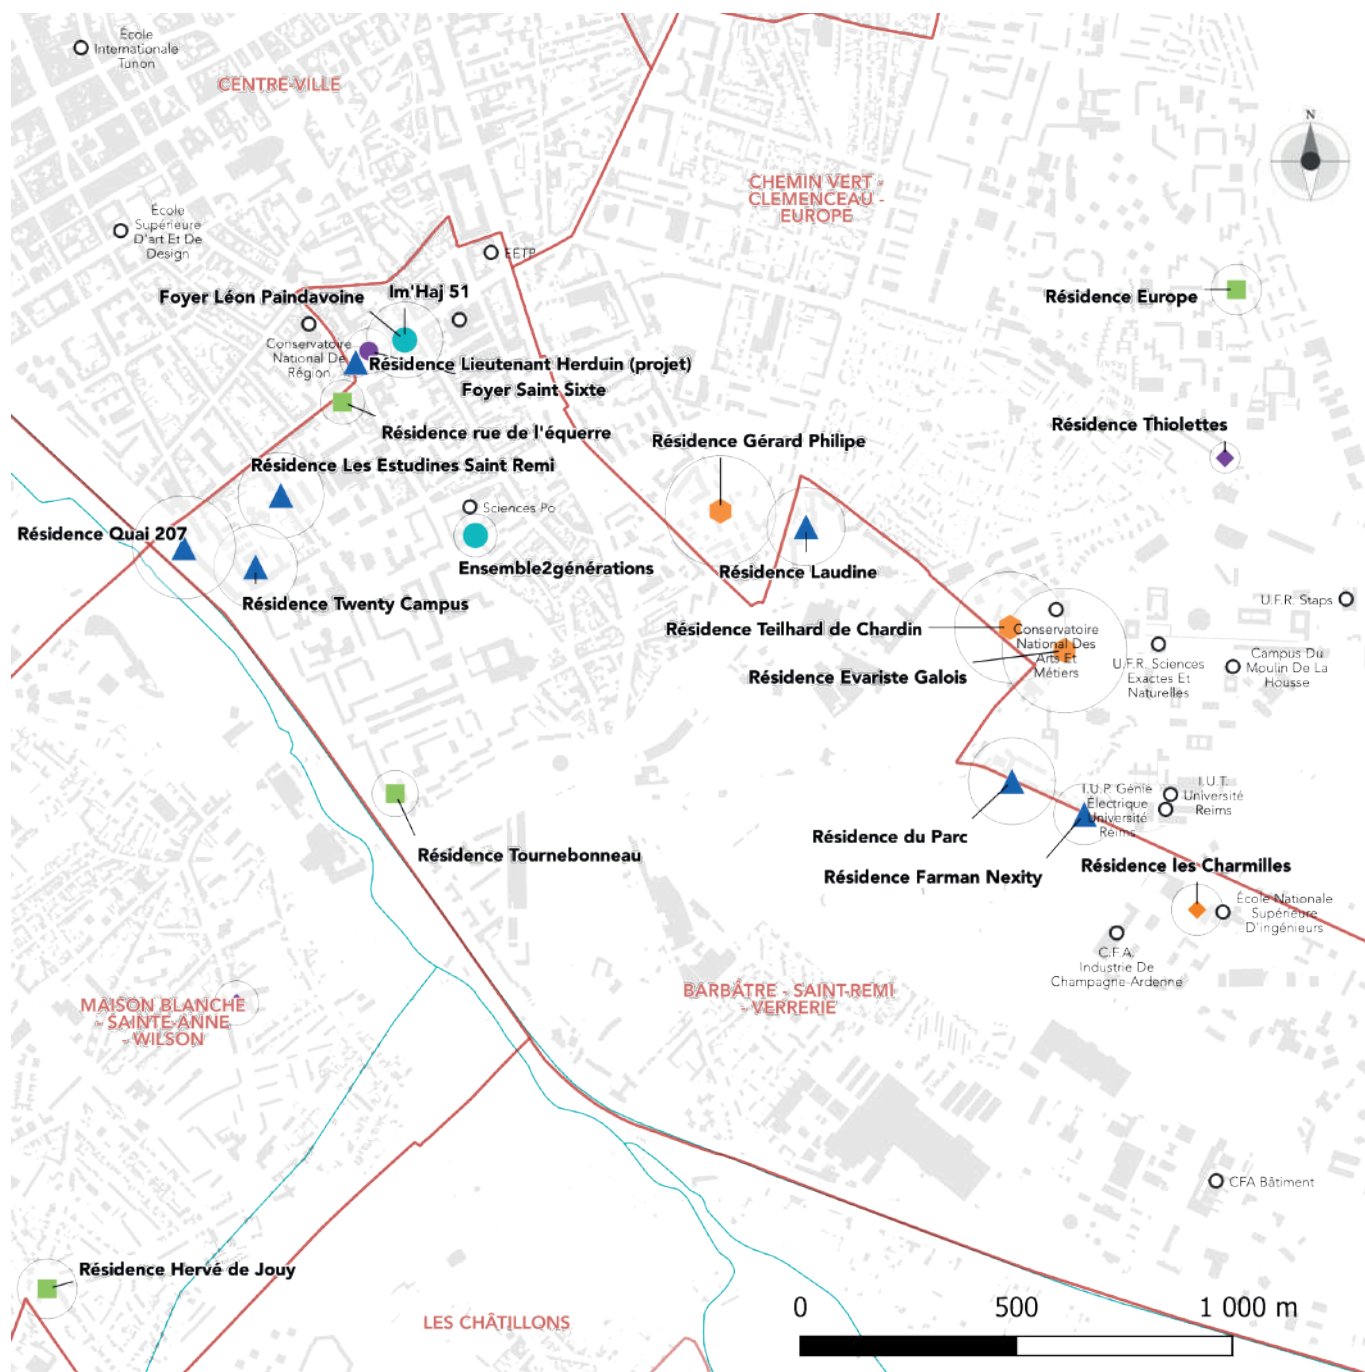 École
Internationale
Tunon
CENTRE-VILLE
N
CHEMIN VERT -
CLEMENCEAU -
EUROPE
École
Supérieure
D'art Et De
Design
EETP
Foyer Léon Paindavoine
Im'Haj 51
Résidence Europe
Conservatoire
National De
Région
Résidence Lieutenant Herduin (projet)
Foyer Saint Sixte
Résidence rue de l'équerre
Résidence Gérard Philipe
Résidence Thiolettes
Résidence Les Estudines Saint Remi
Sciences Po
Résidence Quai 207
Ensemble2générations
Résidence Laudine
Résidence Twenty Campus
U.F.R. Staps
Résidence Teilhard de Chardin
Conservatoire
National Des
Arts Et
Métiers
Résidence Evariste Galois
U.F.R. Sciences
Exactes Et
Naturelles
Campus Du
Moulin De La
Housse
I.U.P. Génie
Électrique
Université
Reims
I.U.T.
Université
Reims
Résidence du Parc
Résidence Tournebonneau
Résidence Farman Nexity
Résidence les Charmilles
École Nationale
Supérieure
D'ingénieurs
C.F.A.
Industrie De
Champagne-Ardenne
MAISON BLANCHE
- SAINTE-ANNE
- WILSON
BARBÂTRE - SAINT-REMI
- VERRERIE
CFA Bâtiment
Résidence Hervé de Jouy
LES CHÂTILLONS
0 500 1 000 m